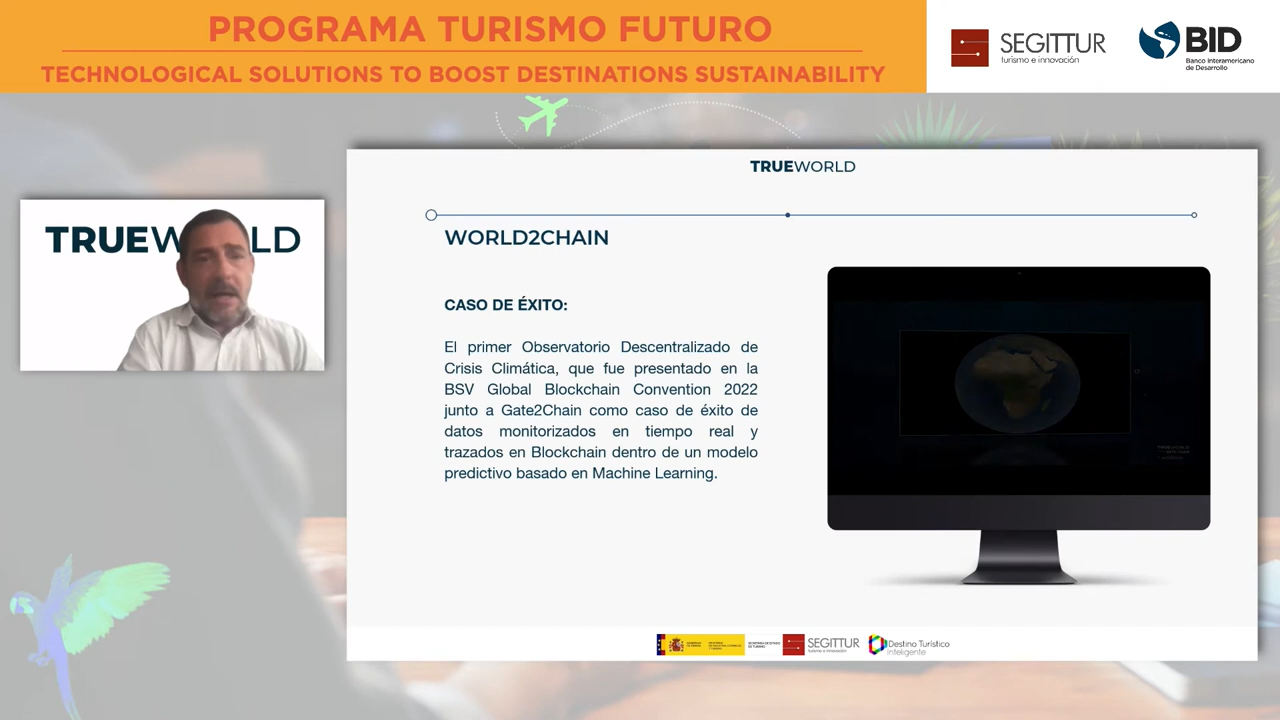 PROGRAMA TURISMO FUTURO
TECHNOLOGICAL SOLUTIONS TO BOOST DESTINATIONS SUSTAINABILITY
SEGITTUR
turismo e innovación
BID
Banco Interamericano
de Desarrollo
TRUEWORLD
TRUEW LD
WORLD2CHAIN
CASO DE ÉXITO:
El primer Observatorio Descentralizado de
Crisis Climática, que fue presentado en la
BSV Global Blockchain Convention 2022
junto a Gate2Chain como caso de éxito de
datos monitorizados en tiempo real y
trazados en Blockchain dentro de un modelo
predictivo basado en Machine Learning.
SEGITTUR
turismo e innovación
Destino Turístico
inteligente